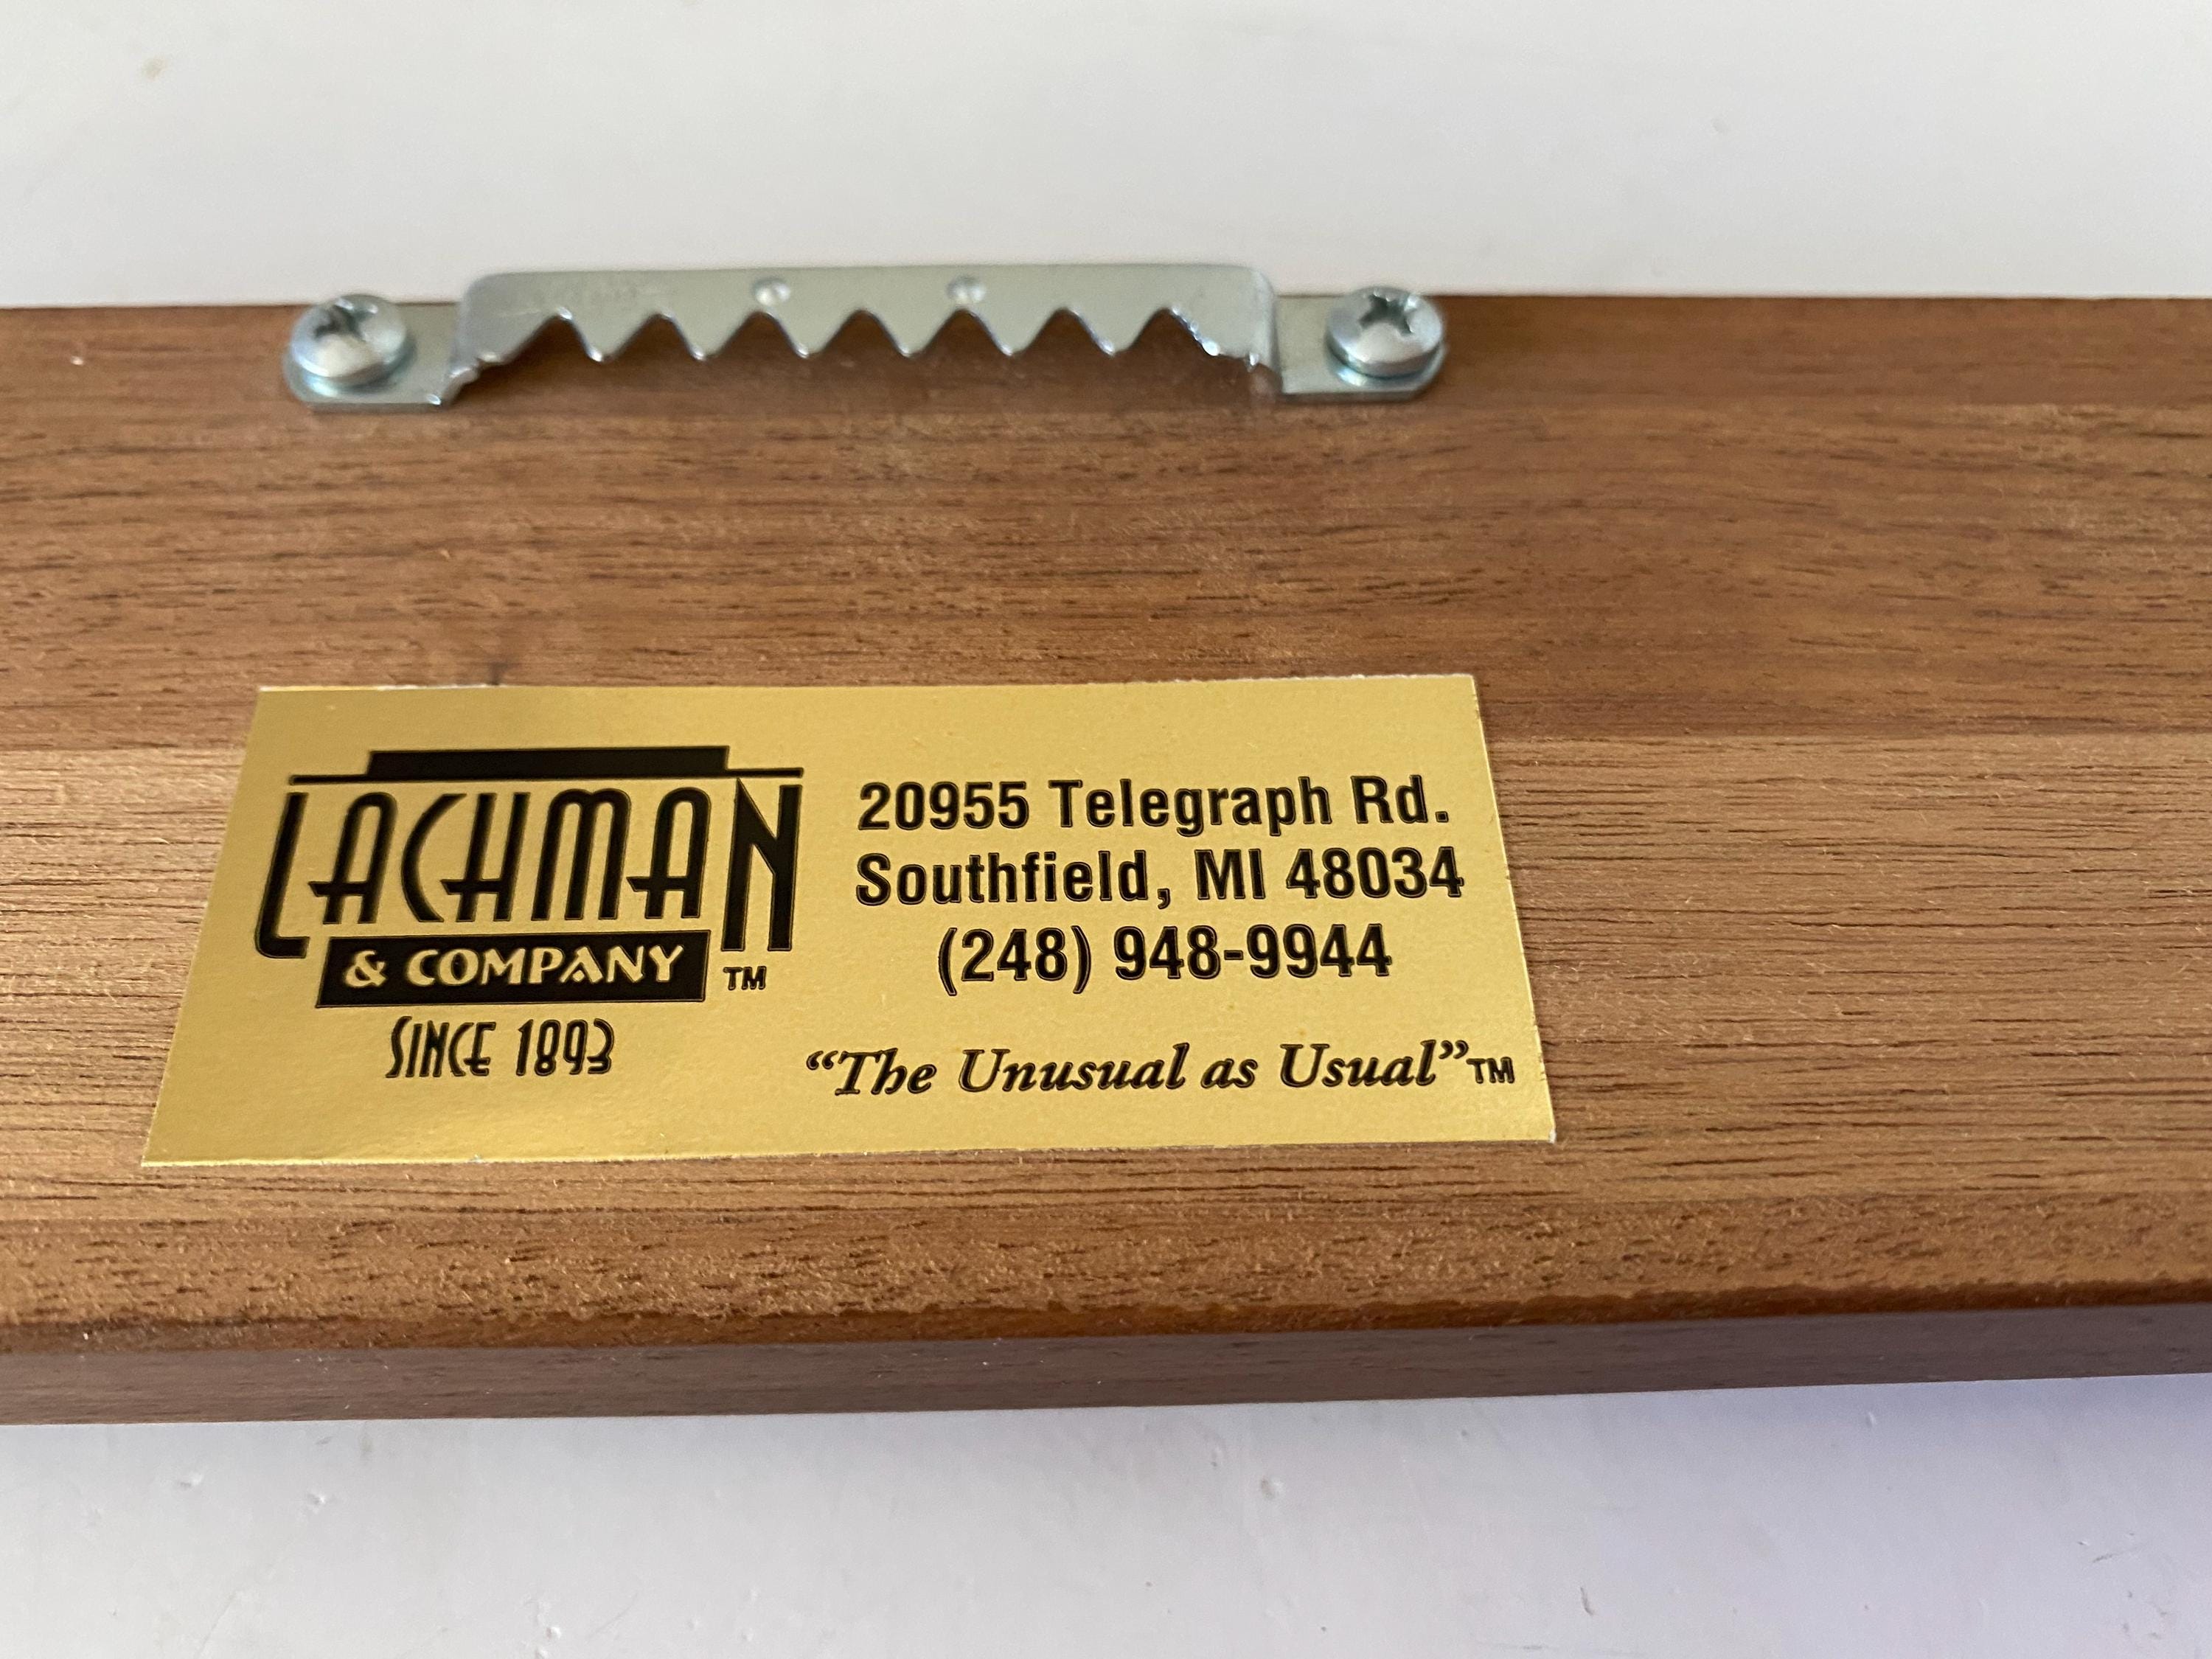 LACHMAN
& COMPANY ™
SINCE 1893
20955 Telegraph Rd.
Southfield, MI 48034
(248) 948-9944
“The Unusual as Usual”™